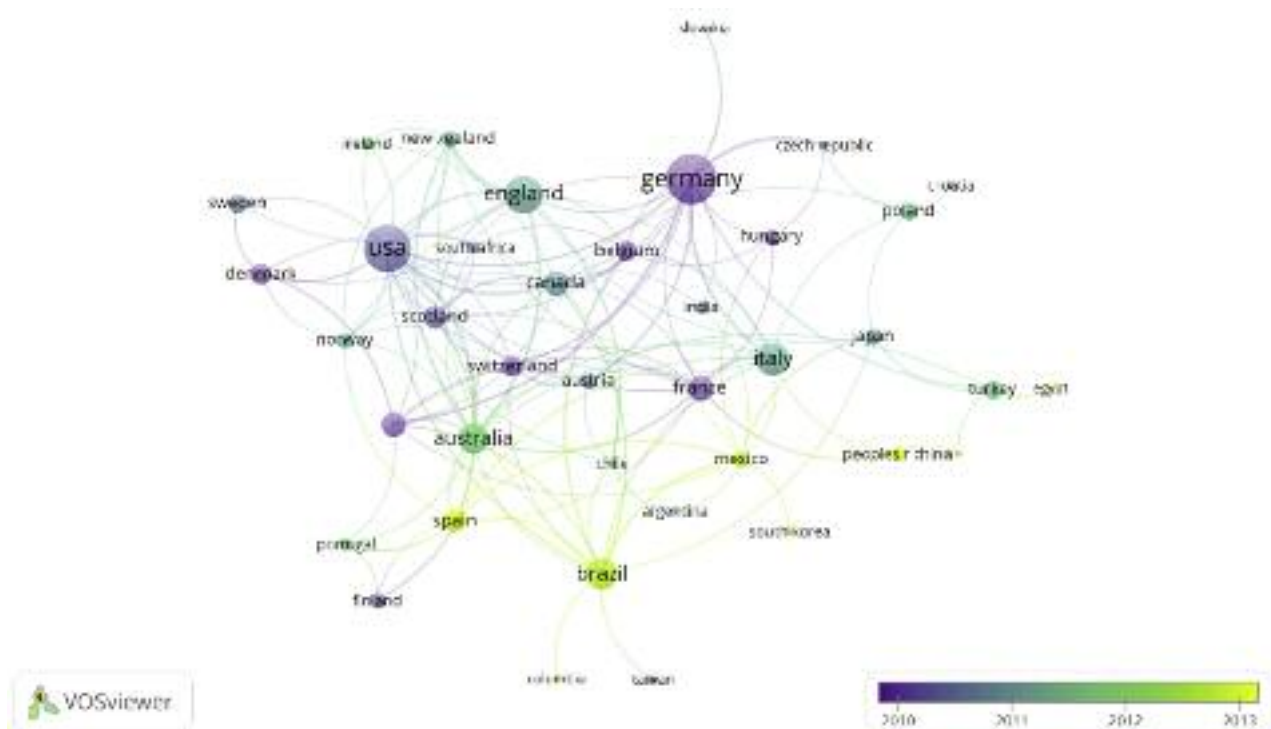 slovakia
ireland
new zealand
czech republic
england
germany
croatia
sweden
poland
usa
south africa
belgium
hungary
denmark
canada
india
scotland
norway
japan
italy
switzerland
austria
france
turkey
egypt
australia
chile
mexico
peoples r china
argentina
spain
south korea
portugal
brazil
finland
taiwan
VOSviewer
2010
2011
2012
2013